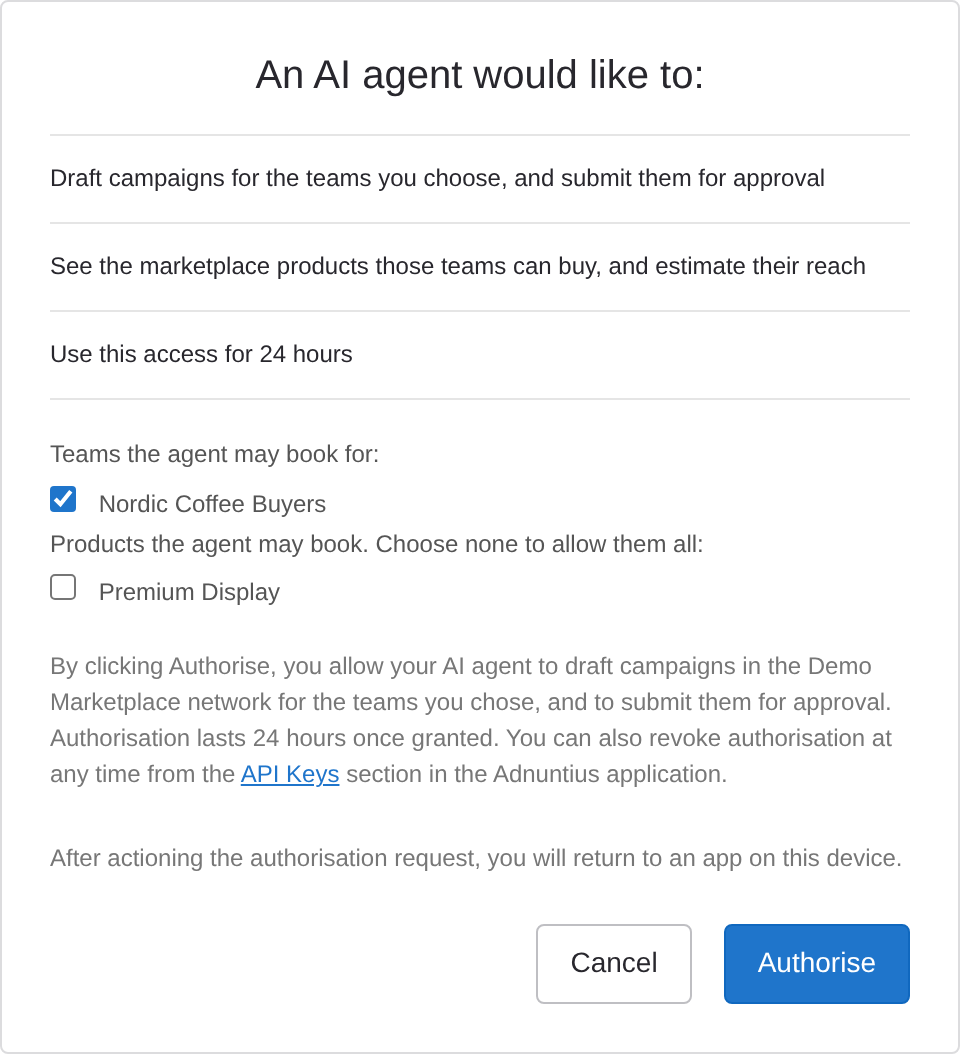 An AI agent would like to:
Draft campaigns for the teams you choose, and submit them for approval
See the marketplace products those teams can buy, and estimate their reach
Use this access for 24 hours
Teams the agent may book for:
Nordic Coffee Buyers
Products the agent may book. Choose none to allow them all:
Premium Display
By clicking Authorise, you allow your AI agent to draft campaigns in the Demo
Marketplace network for the teams you chose, and to submit them for approval.
Authorisation lasts 24 hours once granted. You can also revoke authorisation at
any time from the API Keys section in the Adnuntius application.
After actioning the authorisation request, you will return to an app on this device.
Cancel
Authorise